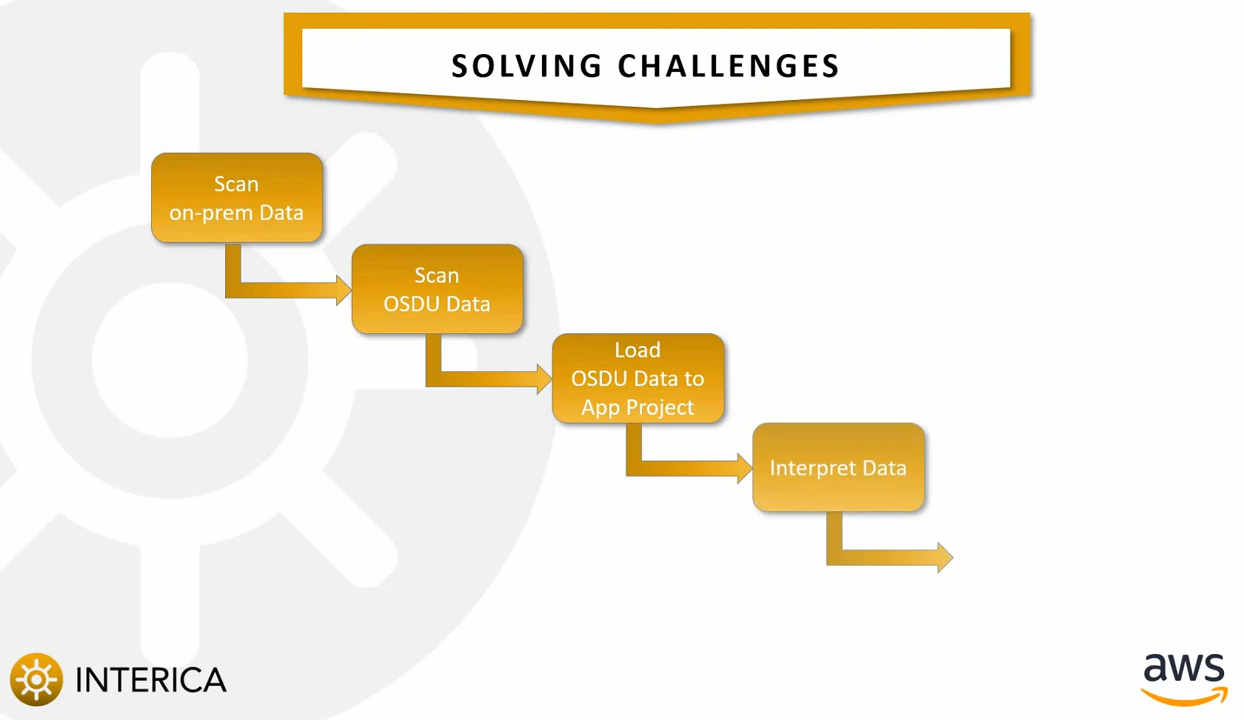 SOLVING CHALLENGES
Scan
on-prem Data
Scan
OSDU Data
Load
OSDU Data to
App Project
Interpret Data
INTERICA
aws